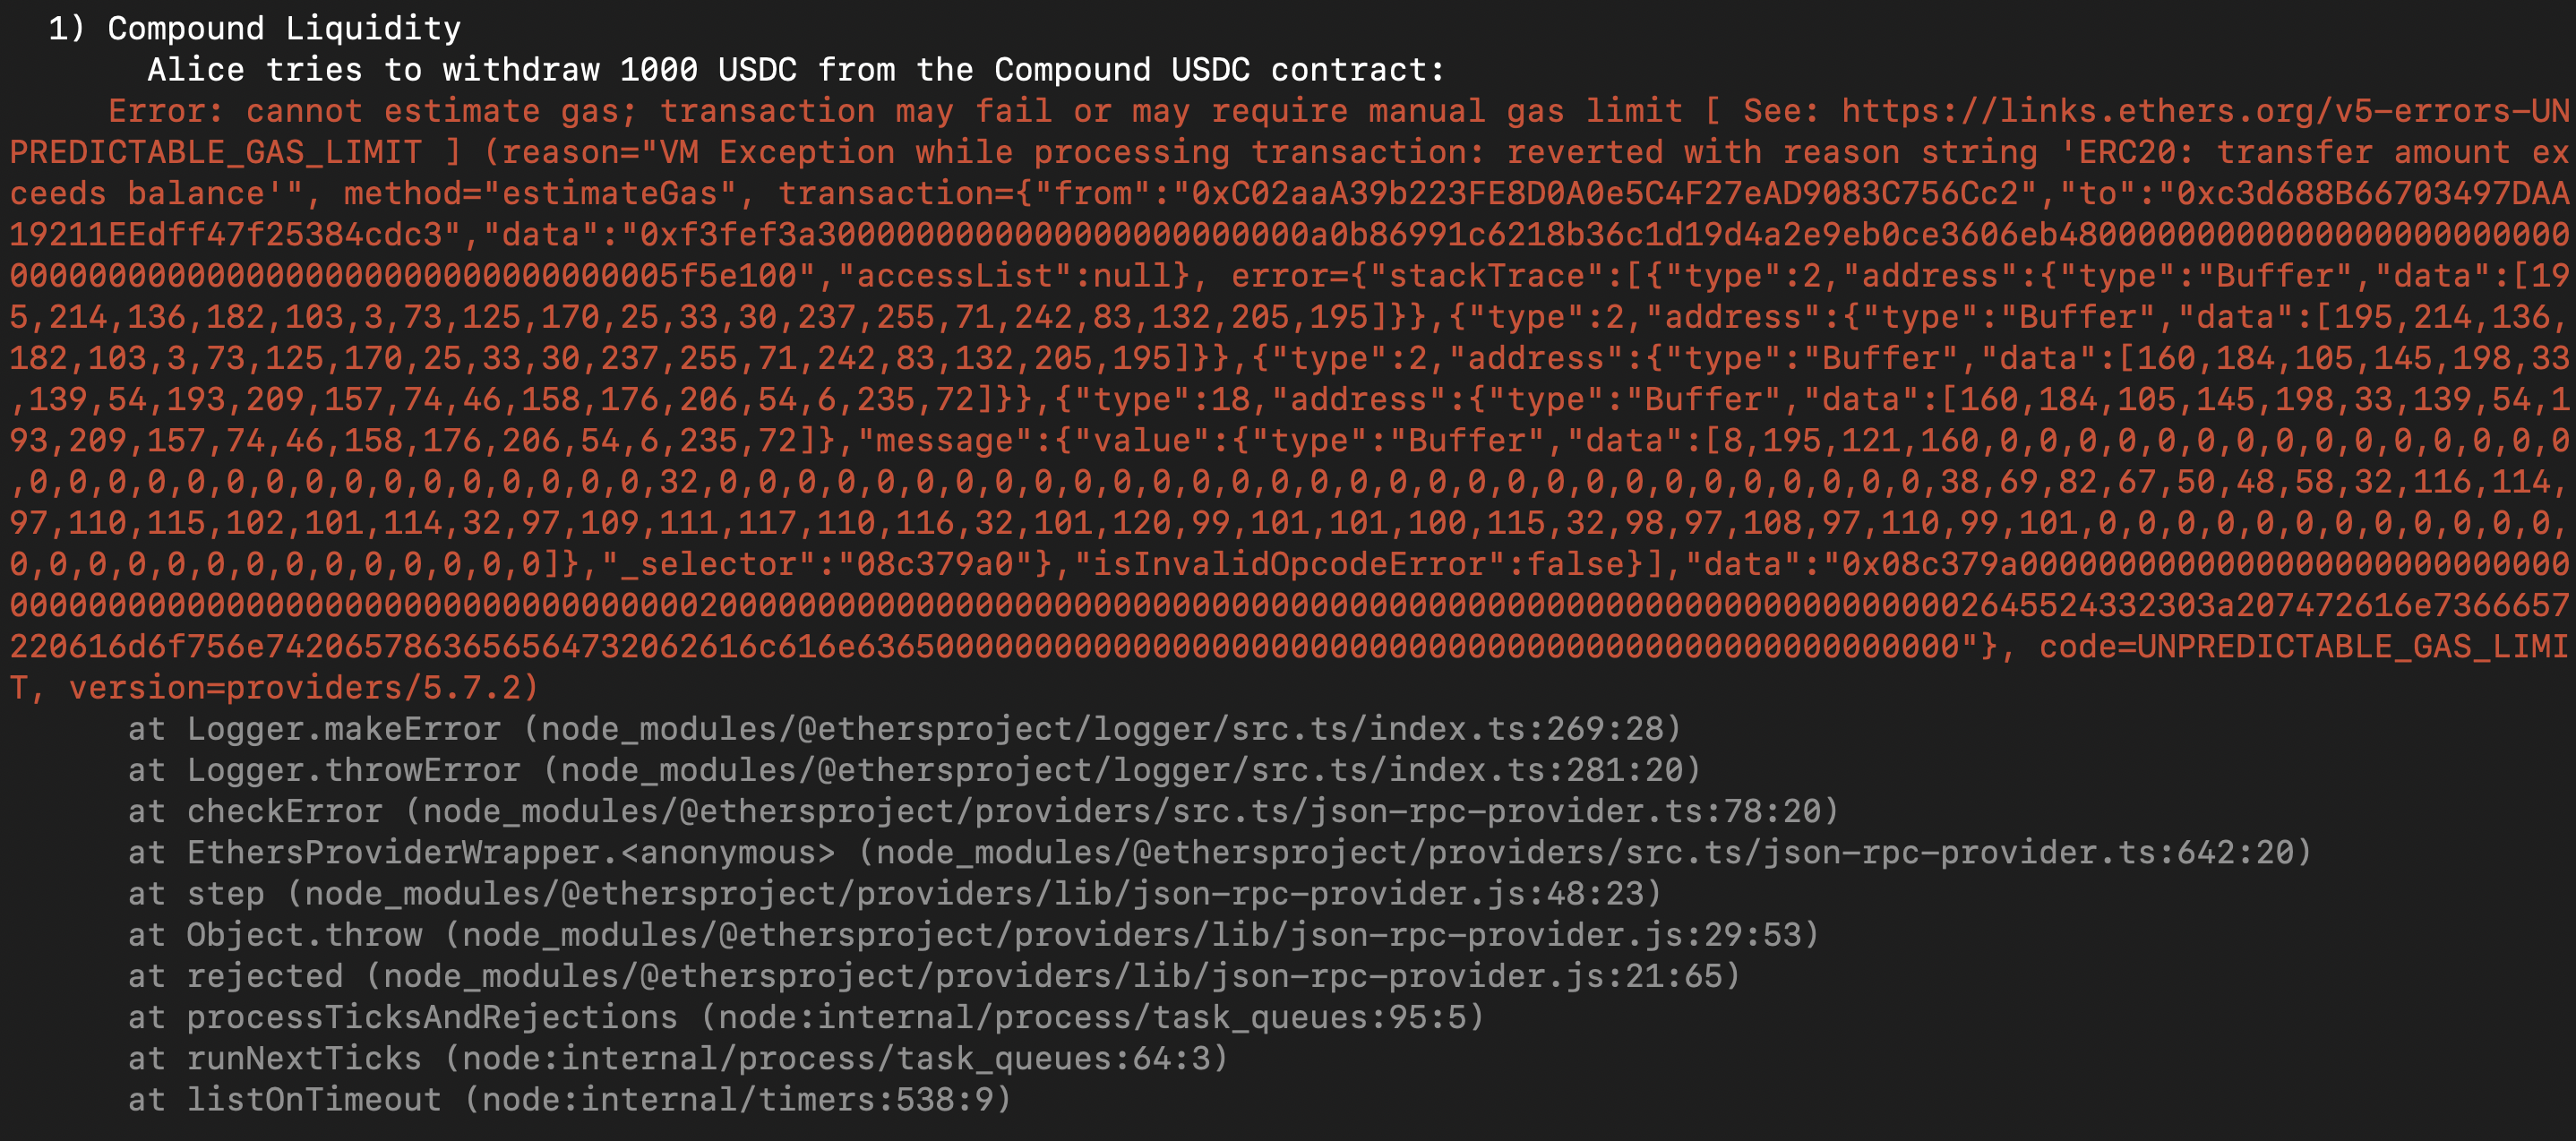 1) Compound Liquidity
Alice tries to withdraw 1000 USDC from the Compound USDC contract:
Error: cannot estimate gas; transaction may fail or may require manual gas limit [ See: https://links.ethers.org/v5-errors-UN
PREDICTABLE_GAS_LIMIT ] (reason="VM Exception while processing transaction: reverted with reason string 'ERC20: transfer amount ex
ceeds balance'", method="estimateGas", transaction={"from":"0xC02aaA39b223FE8D0A0e5C4F27eAD9083C756Cc2","to":"0xc3d688B66703497DAA
19211EEdff47f25384cdc3","data":"0xf3fef3a3000000000000000000000000a0b86991c6218b36c1d19d4a2e9eb0ce3606eb48000000000000000000000000
0000000000000000000000000000000005f5e100","accessList":null}, error={"stackTrace":[{"type":2,"address":{"type":"Buffer","data":[19
5,214,136,182,103,3,73,125,170,25,33,30,237,255,71,242,83,132,205,195]}},{"type":2,"address":{"type":"Buffer","data":[195,214,136,
182,103,3,73,125,170,25,33,30,237,255,71,242,83,132,205,195]}},{"type":2,"address":{"type":"Buffer","data":[160,184,105,145,198,33
,139,54,193,209,157,74,46,158,176,206,54,6,235,72]}},{"type":18,"address":{"type":"Buffer","data":[160,184,105,145,198,33,139,54,1
93,209,157,74,46,158,176,206,54,6,235,72]},"message":{"value":{"type":"Buffer","data":[8,195,121,160,0,0,0,0,0,0,0,0,0,0,0,0,0,0,0
,0,0,0,0,0,0,0,0,0,0,0,0,0,0,0,0,32,0,0,0,0,0,0,0,0,0,0,0,0,0,0,0,0,0,0,0,0,0,0,0,0,0,0,0,0,0,0,0,38,69,82,67,50,48,58,32,116,114,
97,110,115,102,101,114,32,97,109,111,117,110,116,32,101,120,99,101,101,100,115,32,98,97,108,97,110,99,101,0,0,0,0,0,0,0,0,0,0,0,0,
0,0,0,0,0,0,0,0,0,0,0,0,0,0]},"_selector":"08c379a0"},"isInvalidOpcodeError":false}],"data":"0x08c379a0000000000000000000000000000
0000000000000000000000000000000000020000000000000000000000000000000000000000000000000000000000000002645524332303a207472616e7366657
220616d6f756e7420657863656564732062616c616e63650000000000000000000000000000000000000000000000000000"}, code=UNPREDICTABLE_GAS_LIMI
T, version=providers/5.7.2)
at Logger.makeError (node_modules/@ethersproject/logger/src.ts/index.ts:269:28)
at Logger.throwError (node_modules/@ethersproject/logger/src.ts/index.ts:281:20)
at checkError (node_modules/@ethersproject/providers/src.ts/json-rpc-provider.ts:78:20)
at EthersProviderWrapper.<anonymous> (node_modules/@ethersproject/providers/src.ts/json-rpc-provider.ts:642:20)
at step (node_modules/@ethersproject/providers/lib/json-rpc-provider.js:48:23)
at Object.throw (node_modules/@ethersproject/providers/lib/json-rpc-provider.js:29:53)
at rejected (node_modules/@ethersproject/providers/lib/json-rpc-provider.js:21:65)
at processTicksAndRejections (node:internal/process/task_queues:95:5)
at runNextTicks (node:internal/process/task_queues:64:3)
at listOnTimeout (node:internal/timers:538:9)